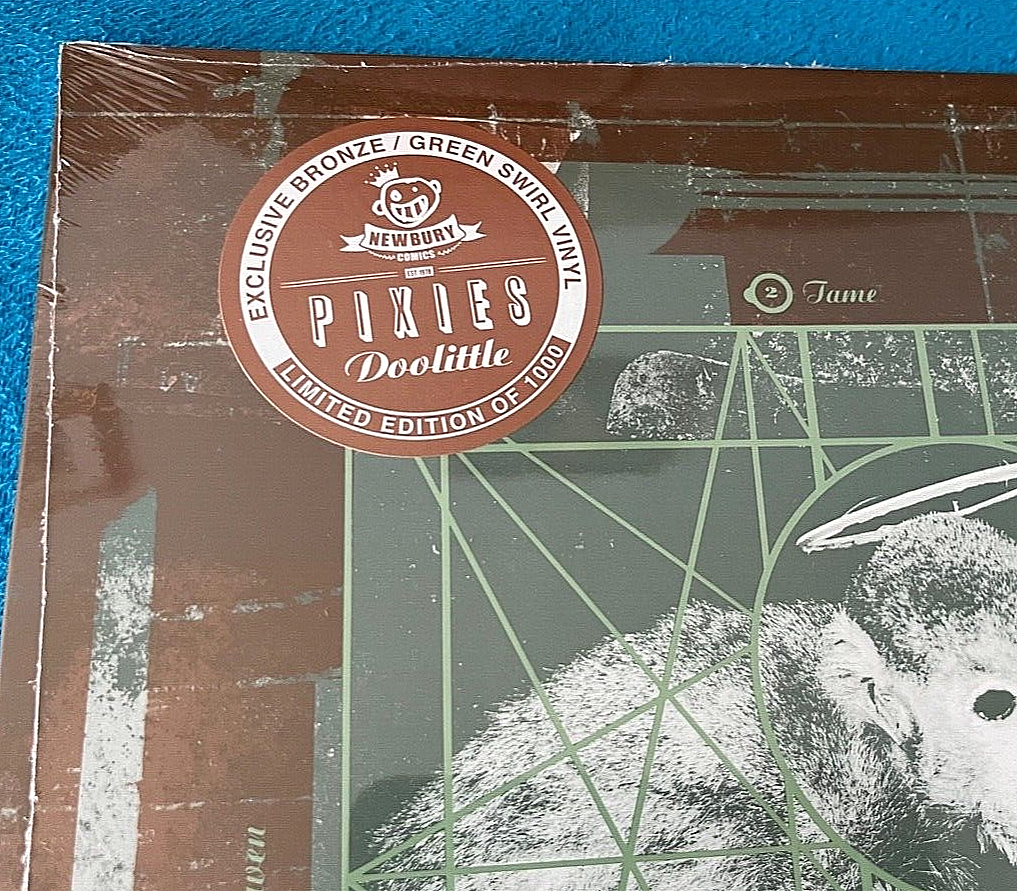 EXCLUSIVE BRONZE / GREEN SWIRL VINYL
NEWBURY
COMICS
EST. 1978
PIXIES
Doolittle
LIMITED EDITION OF 1000
2 Tame